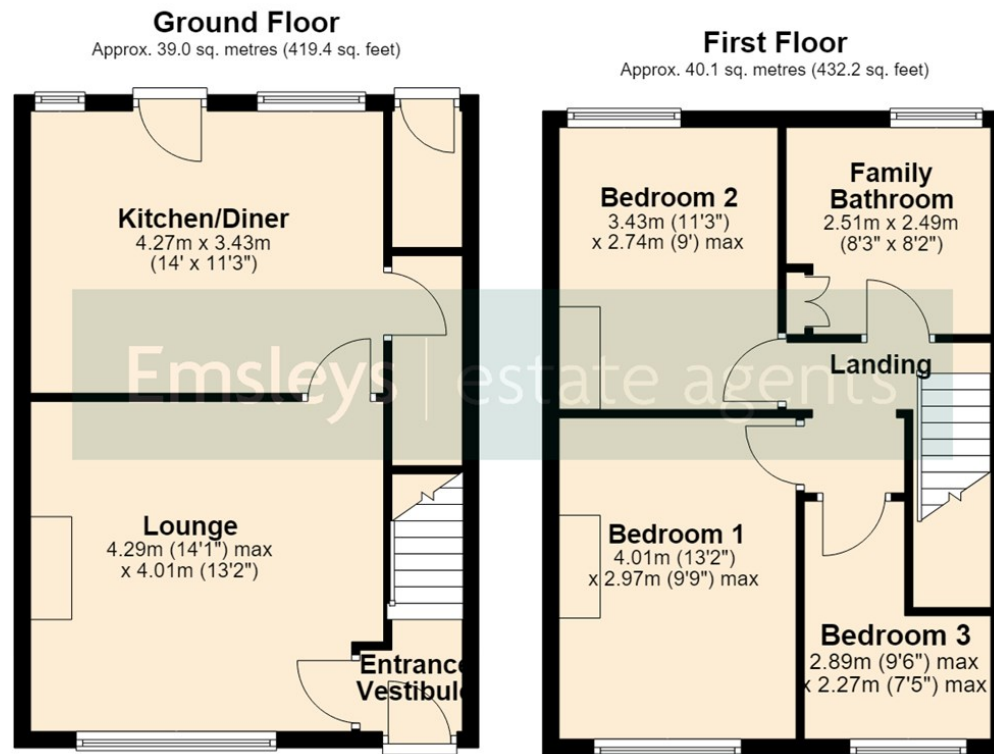 Ground Floor
Approx. 39.0 sq. metres (419.4 sq. feet)
Kitchen/Diner
4.27m x 3.43m
(14' x 11'3")
Lounge
4.29m (14'1") max
x 4.01m (13'2")
Entrance
Vestibule
First Floor
Approx. 40.1 sq. metres (432.2 sq. feet)
Bedroom 2
3.43m (11'3")
x 2.74m (9') max
Family
Bathroom
2.51m x 2.49m
(8'3" x 8'2")
Landing
Bedroom 1
4.01m (13'2")
x 2.97m (9'9") max
Bedroom 3
2.89m (9'6") max
x 2.27m (7'5") max
Emsleys | estate agents